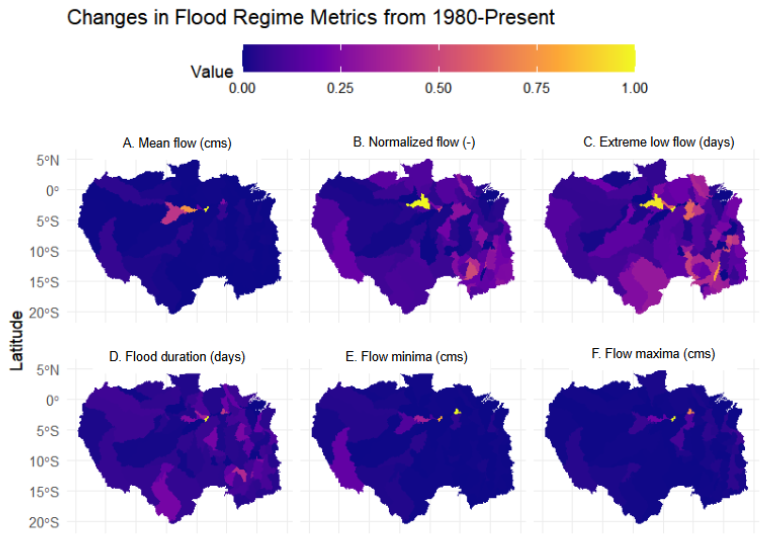 Changes in Flood Regime Metrics from 1980-Present
Value
0.00 0.25 0.50 0.75 1.00
A. Mean flow (cms) B. Normalized flow (-) C. Extreme low flow (days)
5°N
0°
5°S
10°S
15°S
20°S
Latitude
D. Flood duration (days) E. Flow minima (cms) F. Flow maxima (cms)
5°N
0°
5°S
10°S
15°S
20°S